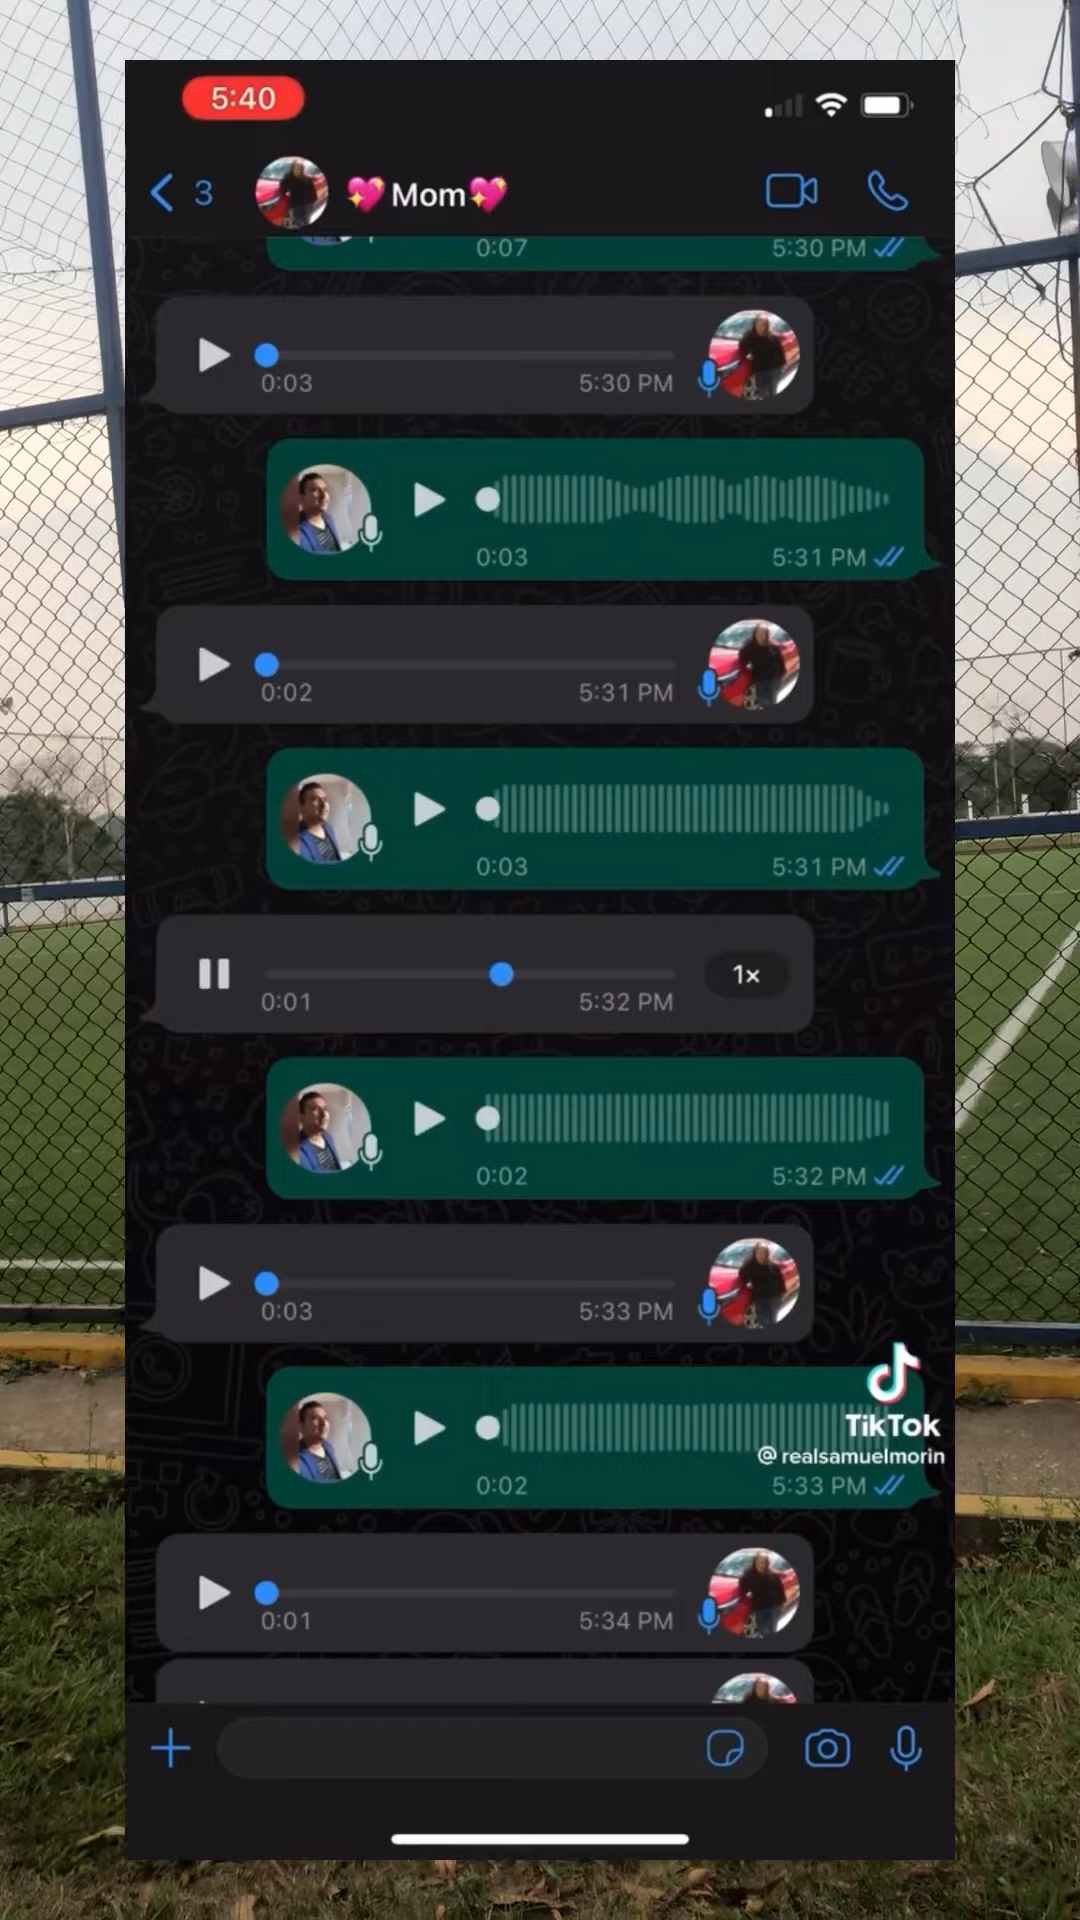 5:40
3 💖Mom💖
0:07 5:30 PM
0:03 5:30 PM
0:03 5:31 PM
0:02 5:31 PM
0:03 5:31 PM
0:01 5:32 PM 1×
0:02 5:32 PM
0:03 5:33 PM
TikTok
@realsamuelmorin
0:02 5:33 PM
0:01 5:34 PM